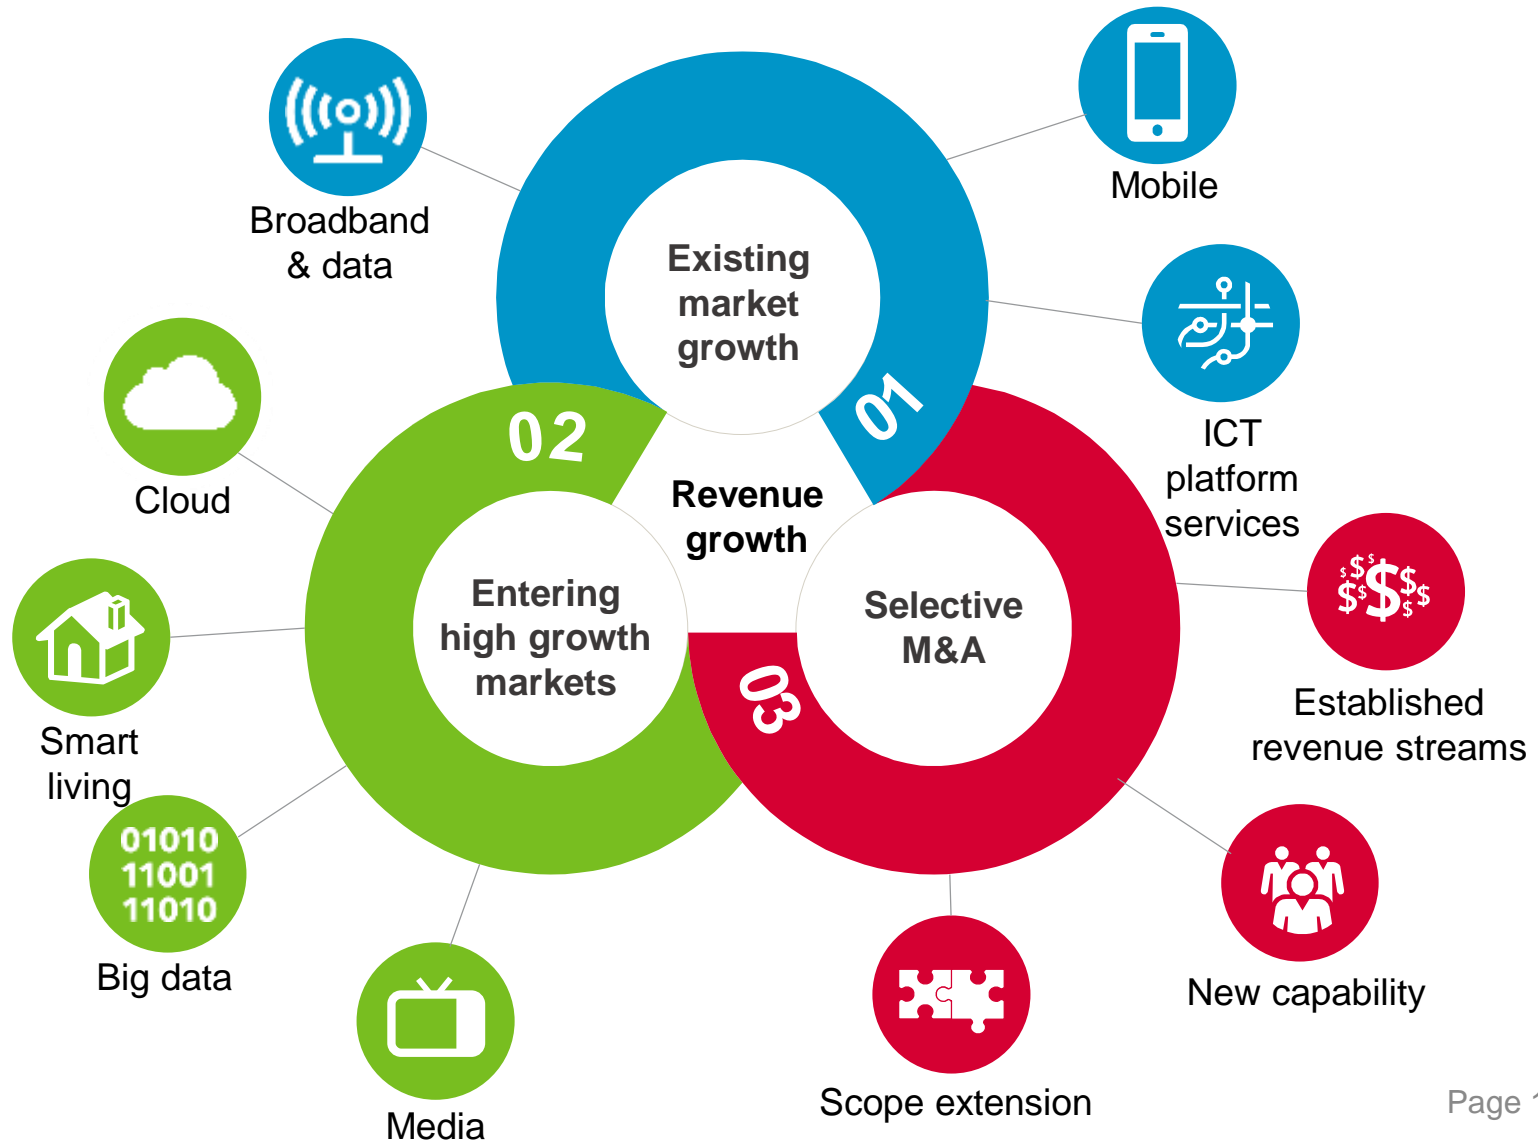 Broadband
& data
Mobile
Existing
market
growth
01
ICT
platform
services
02
Cloud
Revenue
growth
Entering
high growth
markets
Selective
M&A
03
$ $ $ $ $ $ $ $ $ $
Established
revenue streams
Smart
living
01010
11001
11010
Big data
New capability
Media
Scope extension
Page